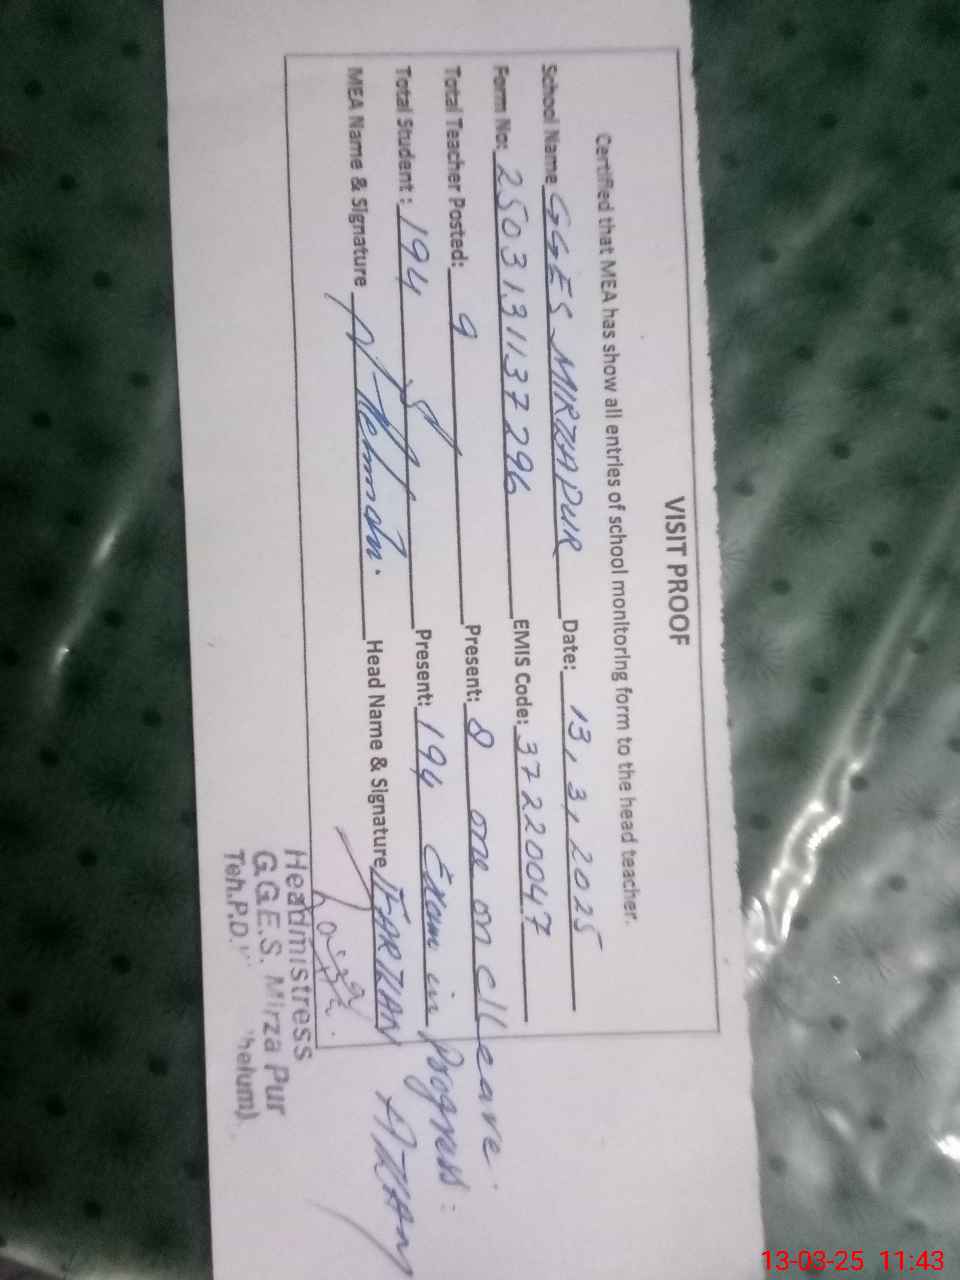 VISIT PROOF
Certified that MEA has show all entries of school monitoring form to the head teacher.
School Name GGES MIRZAPUR Date: 13,3,2025
Form No: 250313113 7296 EMIS Code: 37220047
Total Teacher Posted: 9 Present: 8 one on cl Leave.
Total Student: 194 Present: 194 Exam in Progress:
MEA Name & Signature Head Name & Signature
Headmistress
G.G.E.S. Mirza Pur
Teh.P.D.
13-03-25 11:43